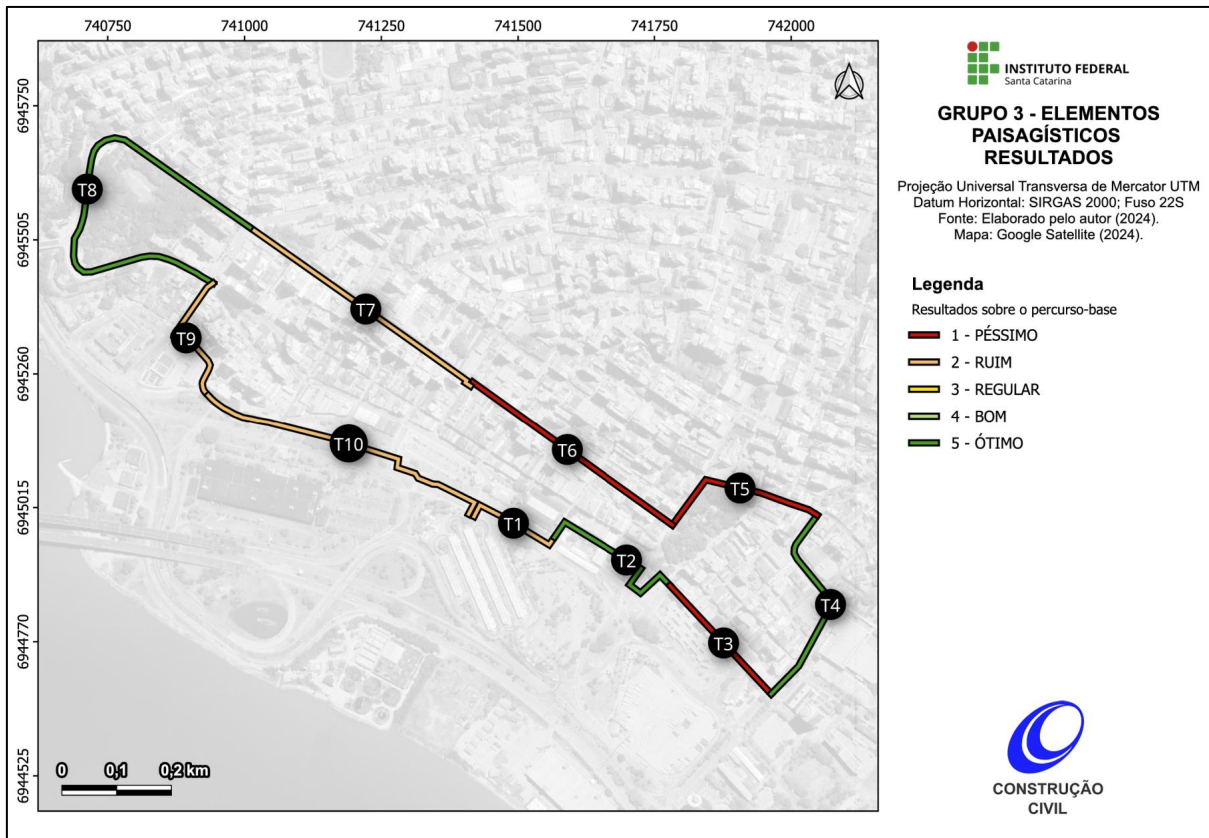 740750 741000 741250 741500 741750 742000
6945750
6945505
6945260
6945015
6944770
6944525
T8
T7
T9
T6
T10
T5
T1
T2
T4
T3
0 0,1 0,2 km
INSTITUTO FEDERAL
Santa Catarina
GRUPO 3 - ELEMENTOS
PAISAGÍSTICOS
RESULTADOS
Projeção Universal Transversa de Mercator UTM
Datum Horizontal: SIRGAS 2000; Fuso 22S
Fonte: Elaborado pelo autor (2024).
Mapa: Google Satellite (2024).
Legenda
Resultados sobre o percurso-base
1 - PÉSSIMO
2 - RUIM
3 - REGULAR
4 - BOM
5 - ÓTIMO
CONSTRUÇÃO
CIVIL